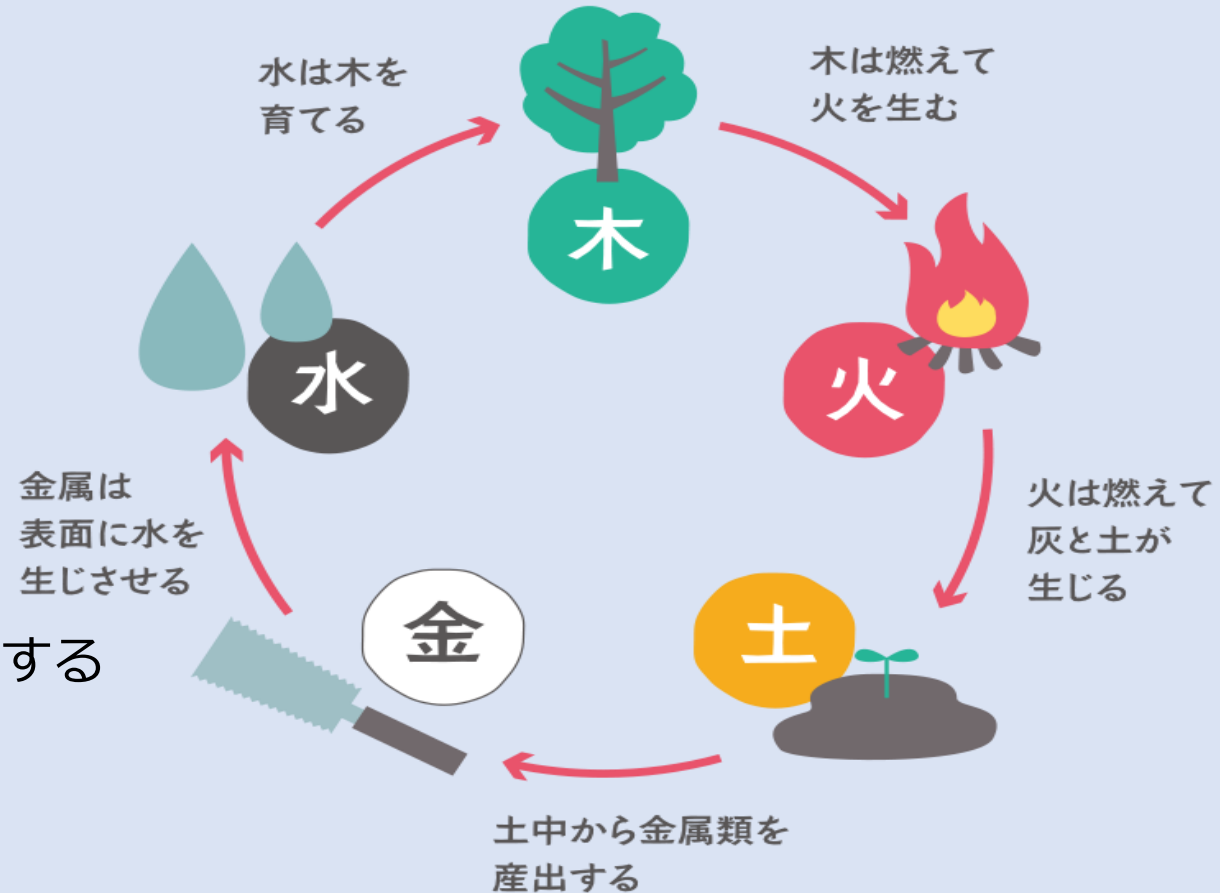 水は木を
育てる
木は燃えて
火を生む
木
水
火
金属は
表面に水を
生じさせる
火は燃えて
灰と土が
生じる
金
土
する
土中から金属類を
産出する